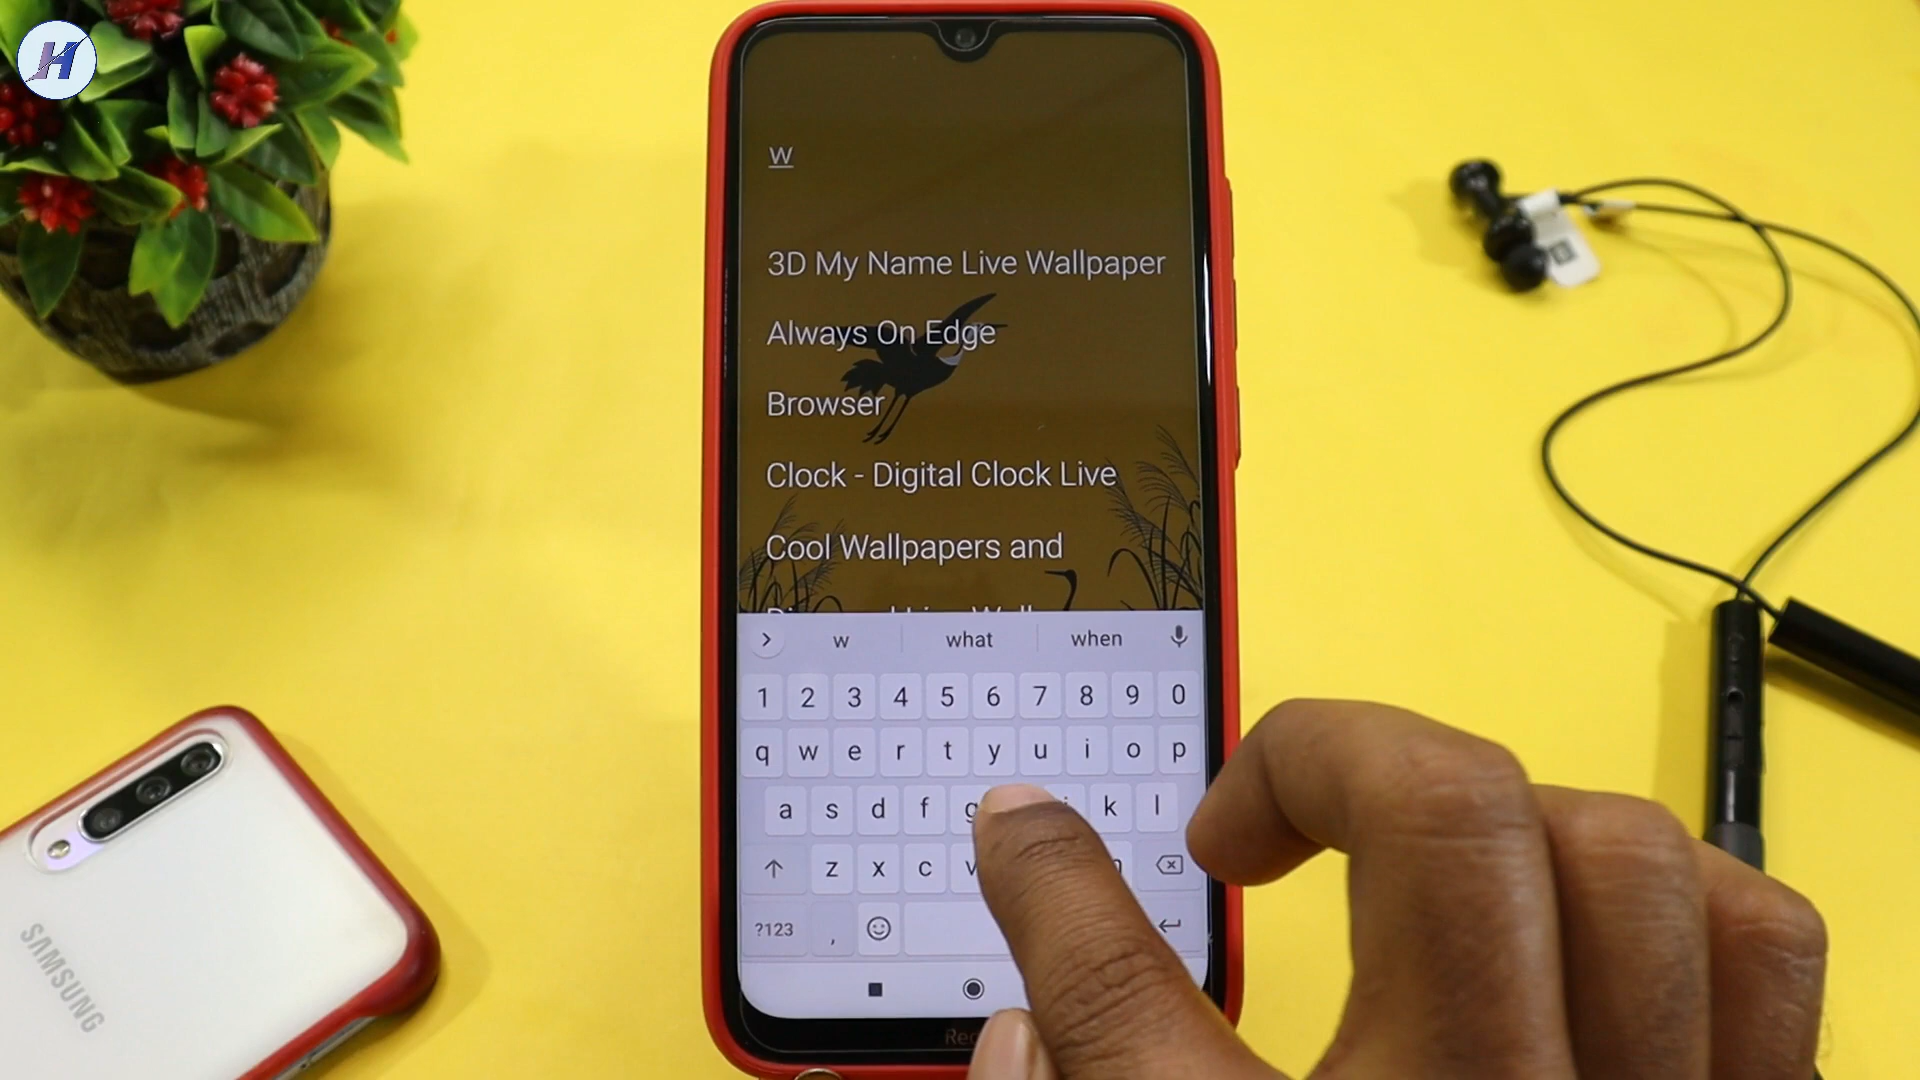 H
w
3D My Name Live Wallpaper
Always On Edge
Browser
Clock - Digital Clock Live
Cool Wallpapers and
w what when
1 2 3 4 5 6 7 8 9 0
q w e r t y u i o p
a s d f g k l
z x c v
?123 ,
SAMSUNG